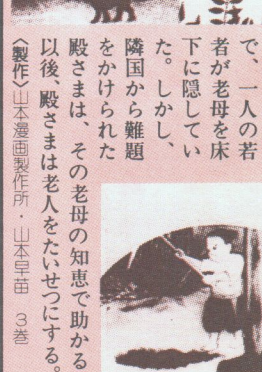 で、一人の若
者が老母を床
下に隠してい
た。しかし、
隣国から難題
をかけられた
殿さまは、その老母の知恵で助かる。
以後、殿さまは老人をたいせつにする。
〈製作〉山本漫画製作所・山本早苗　3巻